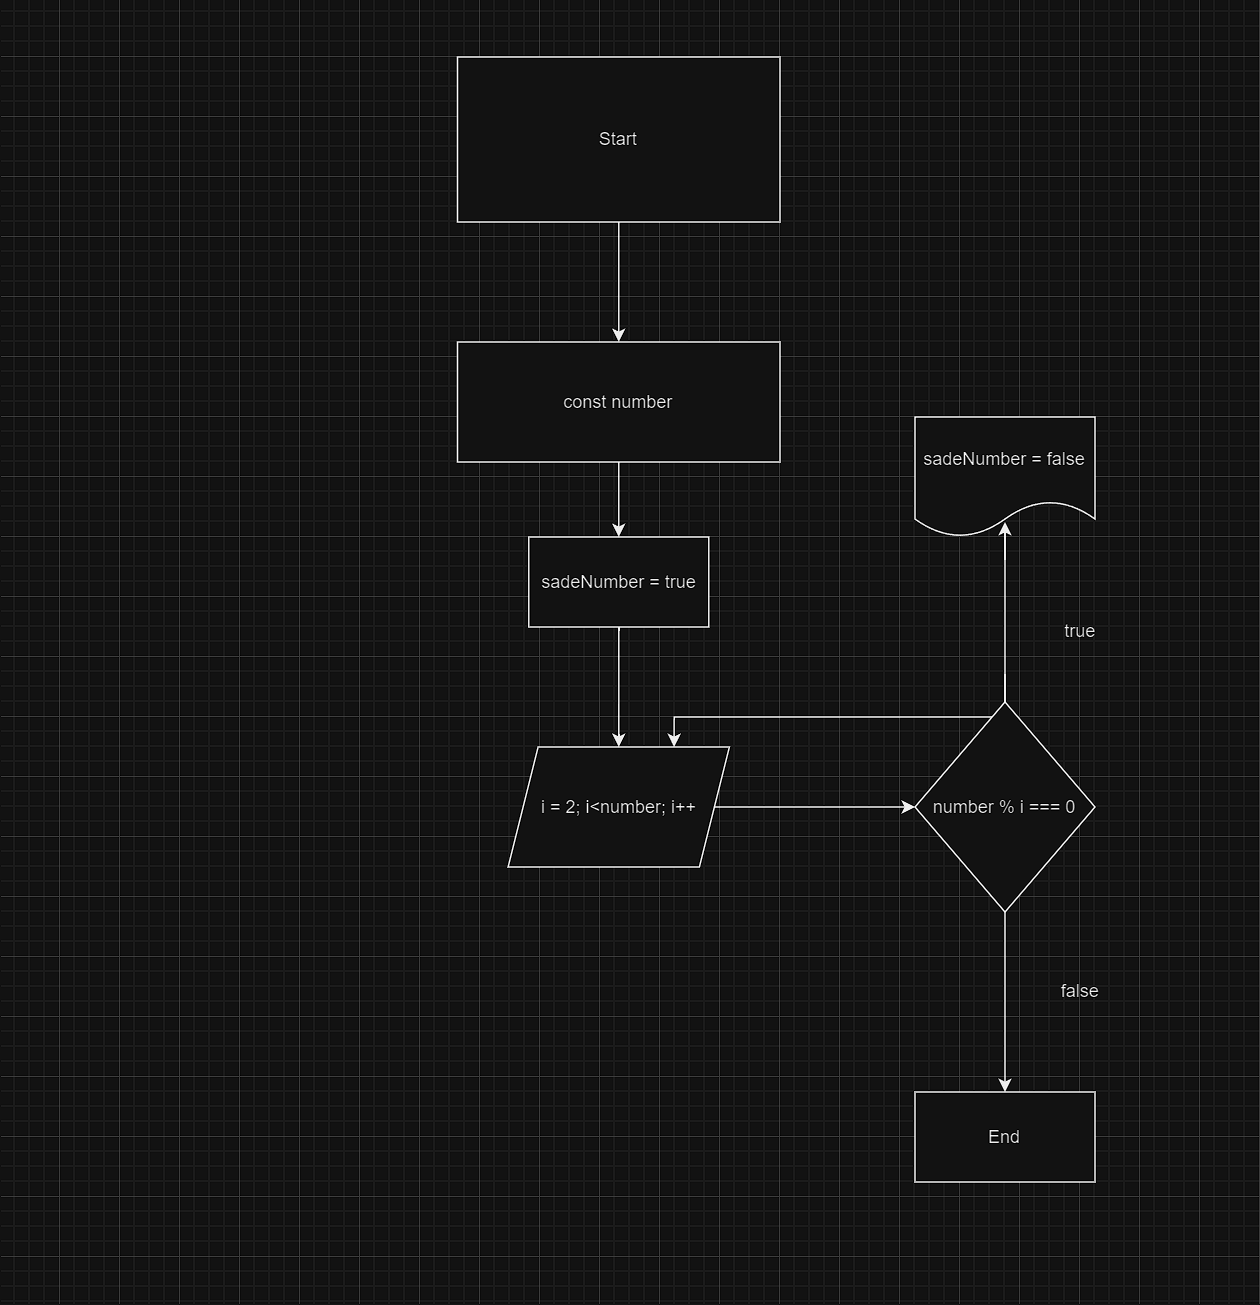 Start
const number
sadeNumber = false
sadeNumber = true
true
i = 2; i<number; i++
number % i === 0
false
End